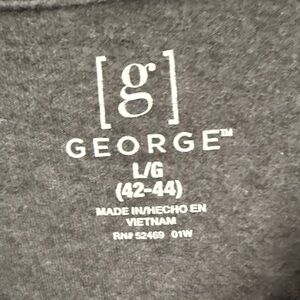 [g]
GEORGE™
L/G
(42-44)
MADE IN/HECHO EN
VIETNAM
RN# 52469 01W